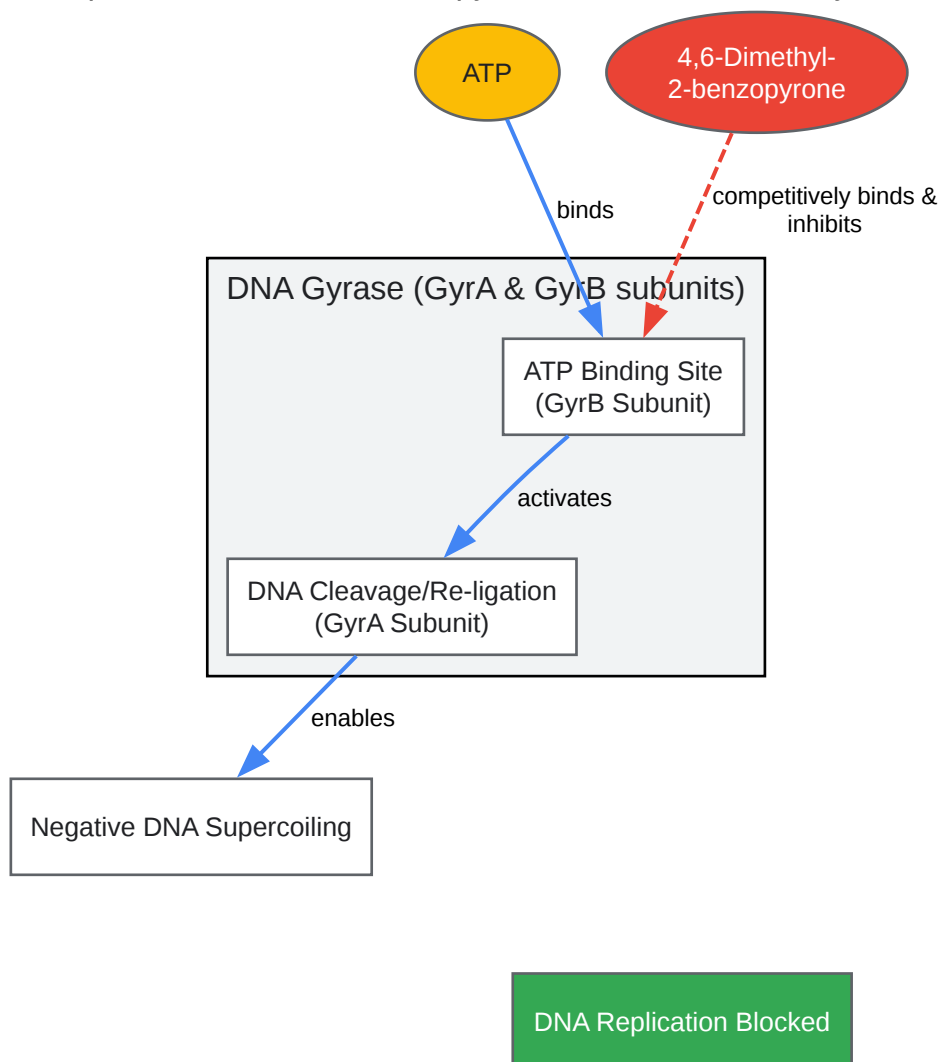 ATP
4,6-Dimethyl-
2-benzopyrone
binds
competitively binds &
inhibits
DNA Gyrase (GyrA & GyrB subunits)
ATP Binding Site
(GyrB Subunit)
activates
DNA Cleavage/Re-ligation
(GyrA Subunit)
enables
Negative DNA Supercoiling
DNA Replication Blocked